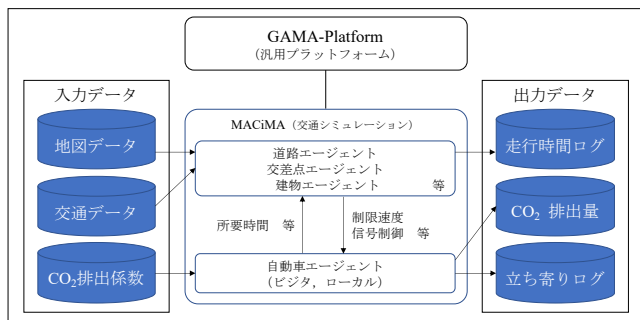 GAMA-Platform
（汎用プラットフォーム）
入力データ
地図データ
交通データ
CO₂排出係数
MACiMA（交通シミュレーション）
道路エージェント
交差点エージェント
建物エージェント　　等
所要時間　等
制限速度
信号制御　等
自動車エージェント
（ビジタ，ローカル）
出力データ
走行時間ログ
CO₂ 排出量
立ち寄りログ